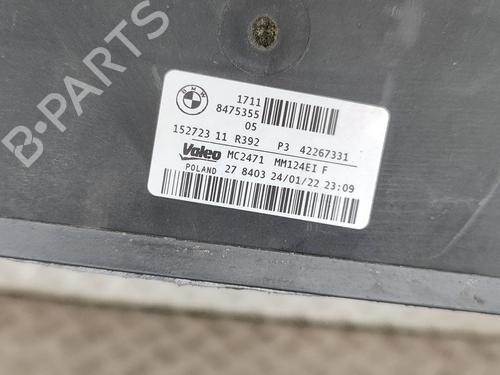 B-PARTS
BMW
1711
8475355
05
152723 11 R392 P3 42267331
Valeo MC2471 MM124EI F
POLAND 27 8403 24/01/22 23:09